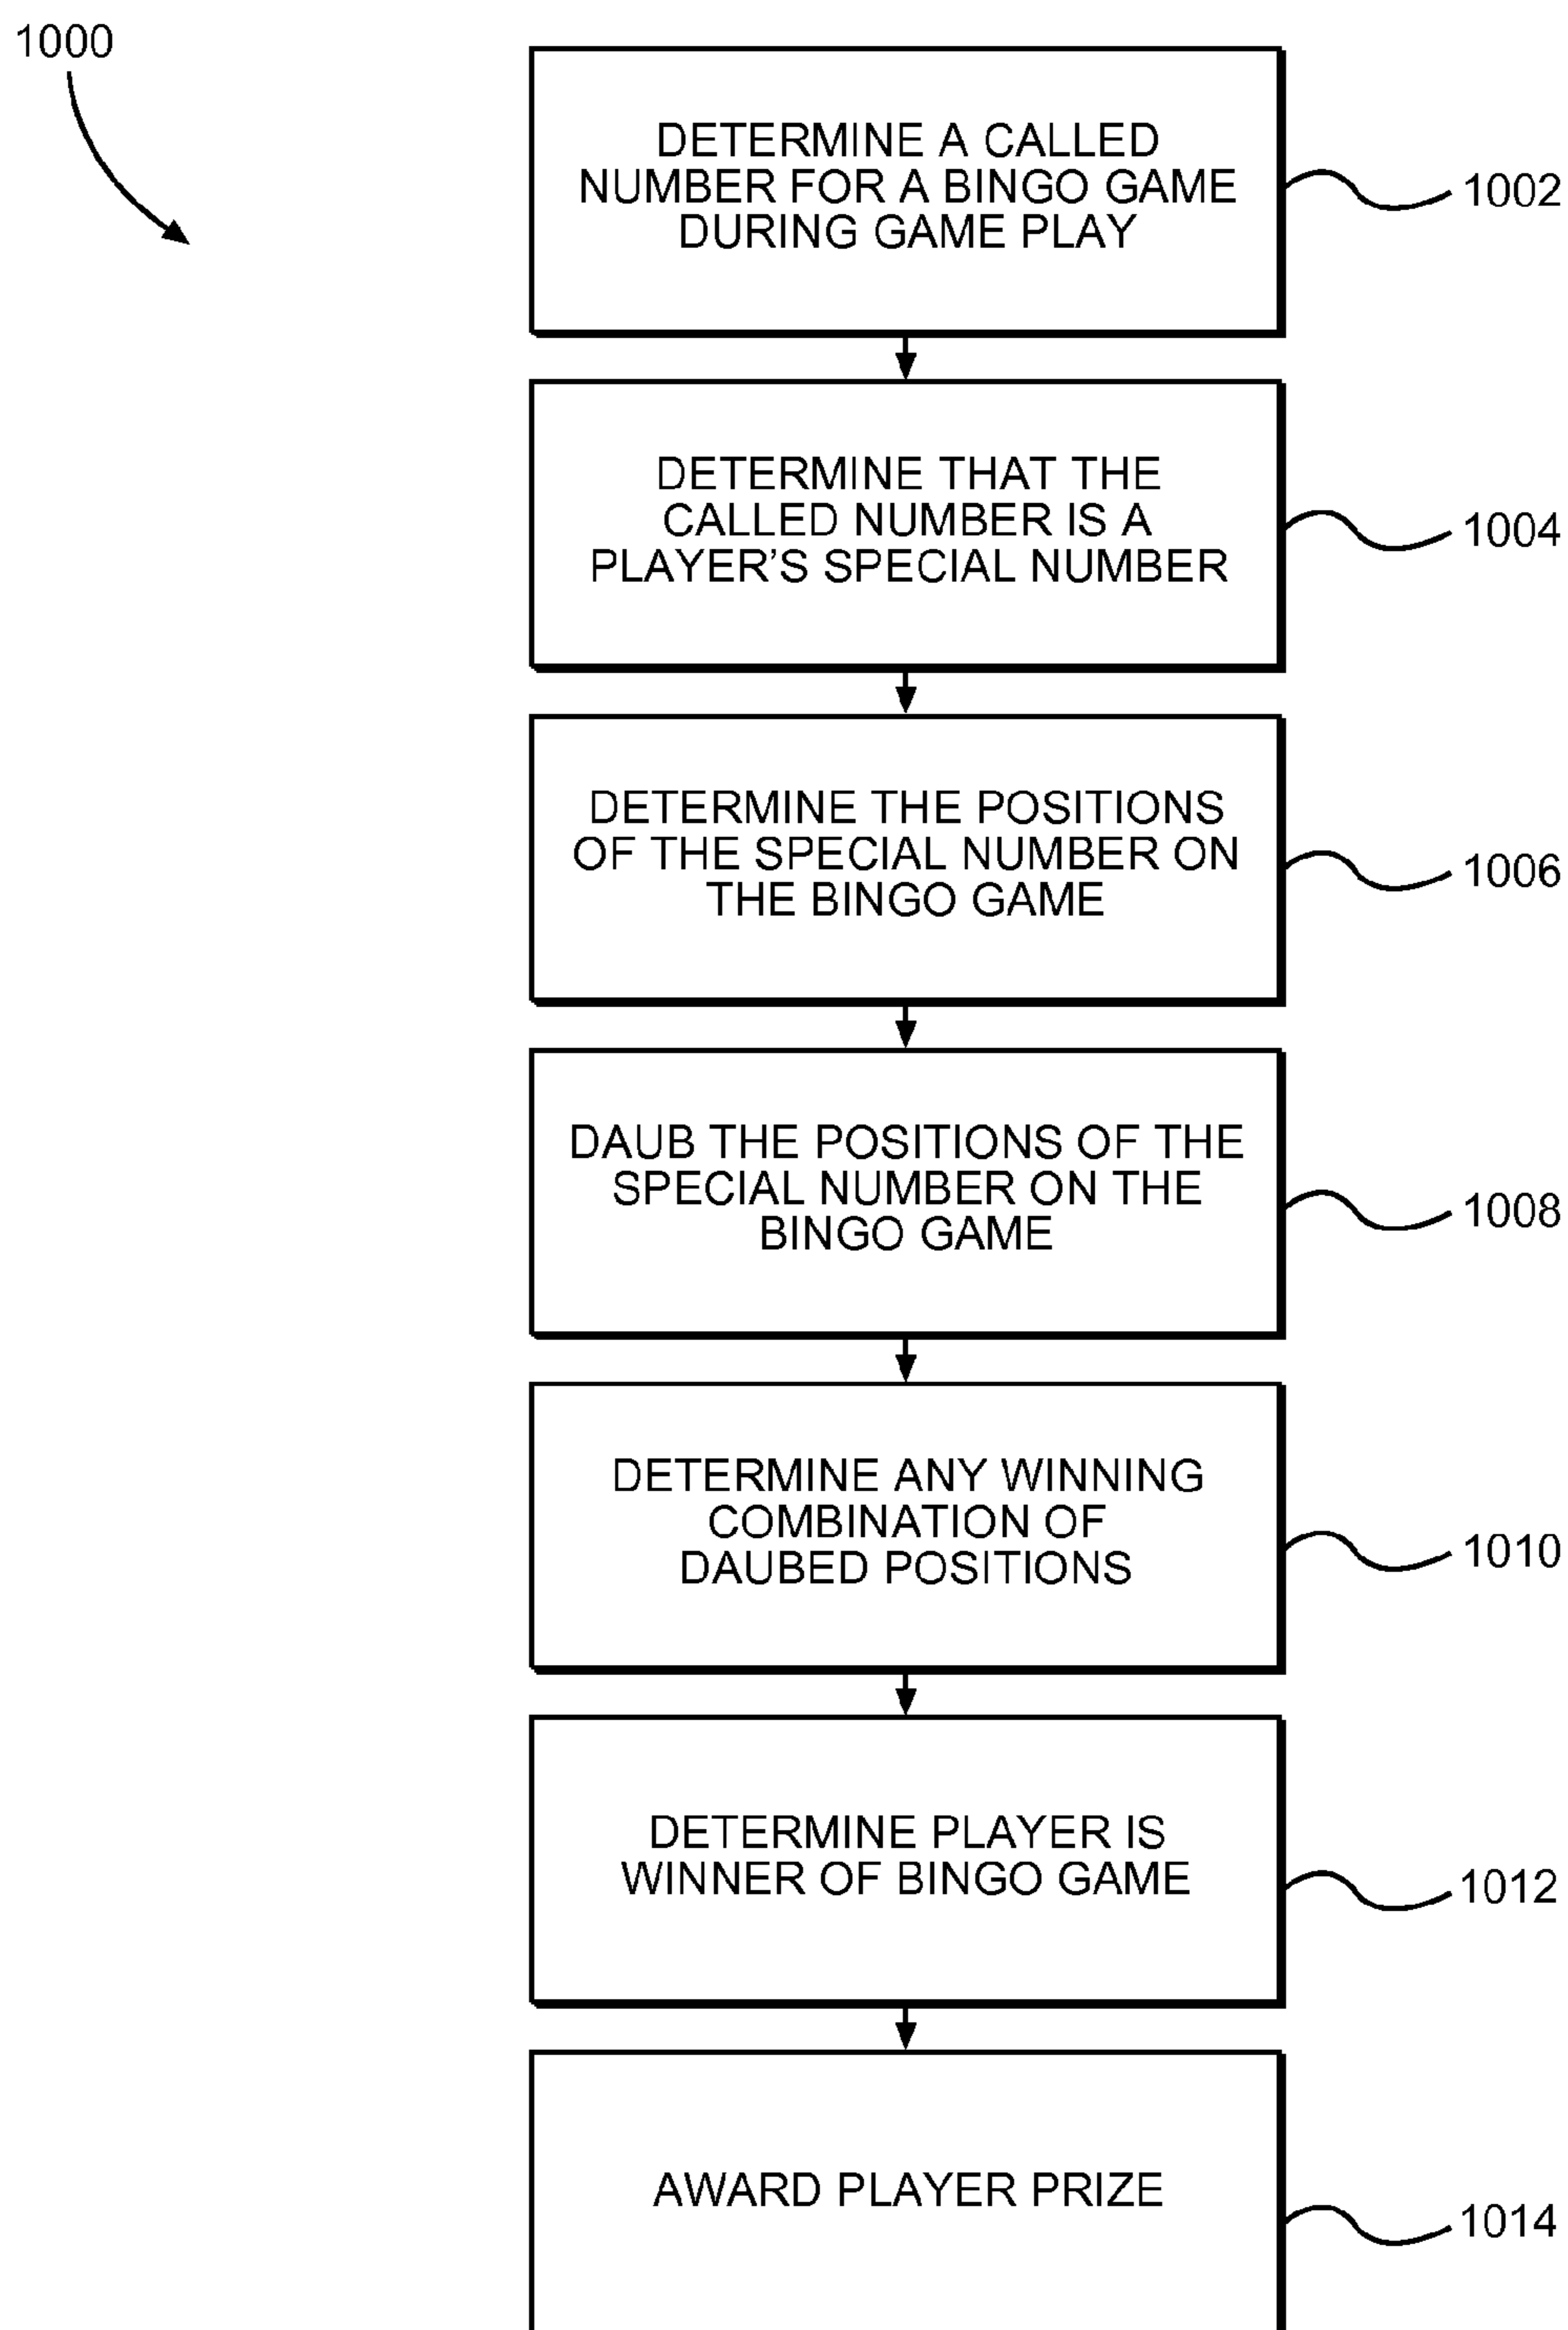 1000
DETERMINE A CALLED
NUMBER FOR A BINGO GAME
DURING GAME PLAY
1002
DETERMINE THAT THE
CALLED NUMBER IS A
PLAYER'S SPECIAL NUMBER
1004
DETERMINE THE POSITIONS
OF THE SPECIAL NUMBER ON
THE BINGO GAME
1006
DAUB THE POSITIONS OF THE
SPECIAL NUMBER ON THE
BINGO GAME
1008
DETERMINE ANY WINNING
COMBINATION OF
DAUBED POSITIONS
1010
DETERMINE PLAYER IS
WINNER OF BINGO GAME
1012
AWARD PLAYER PRIZE
1014